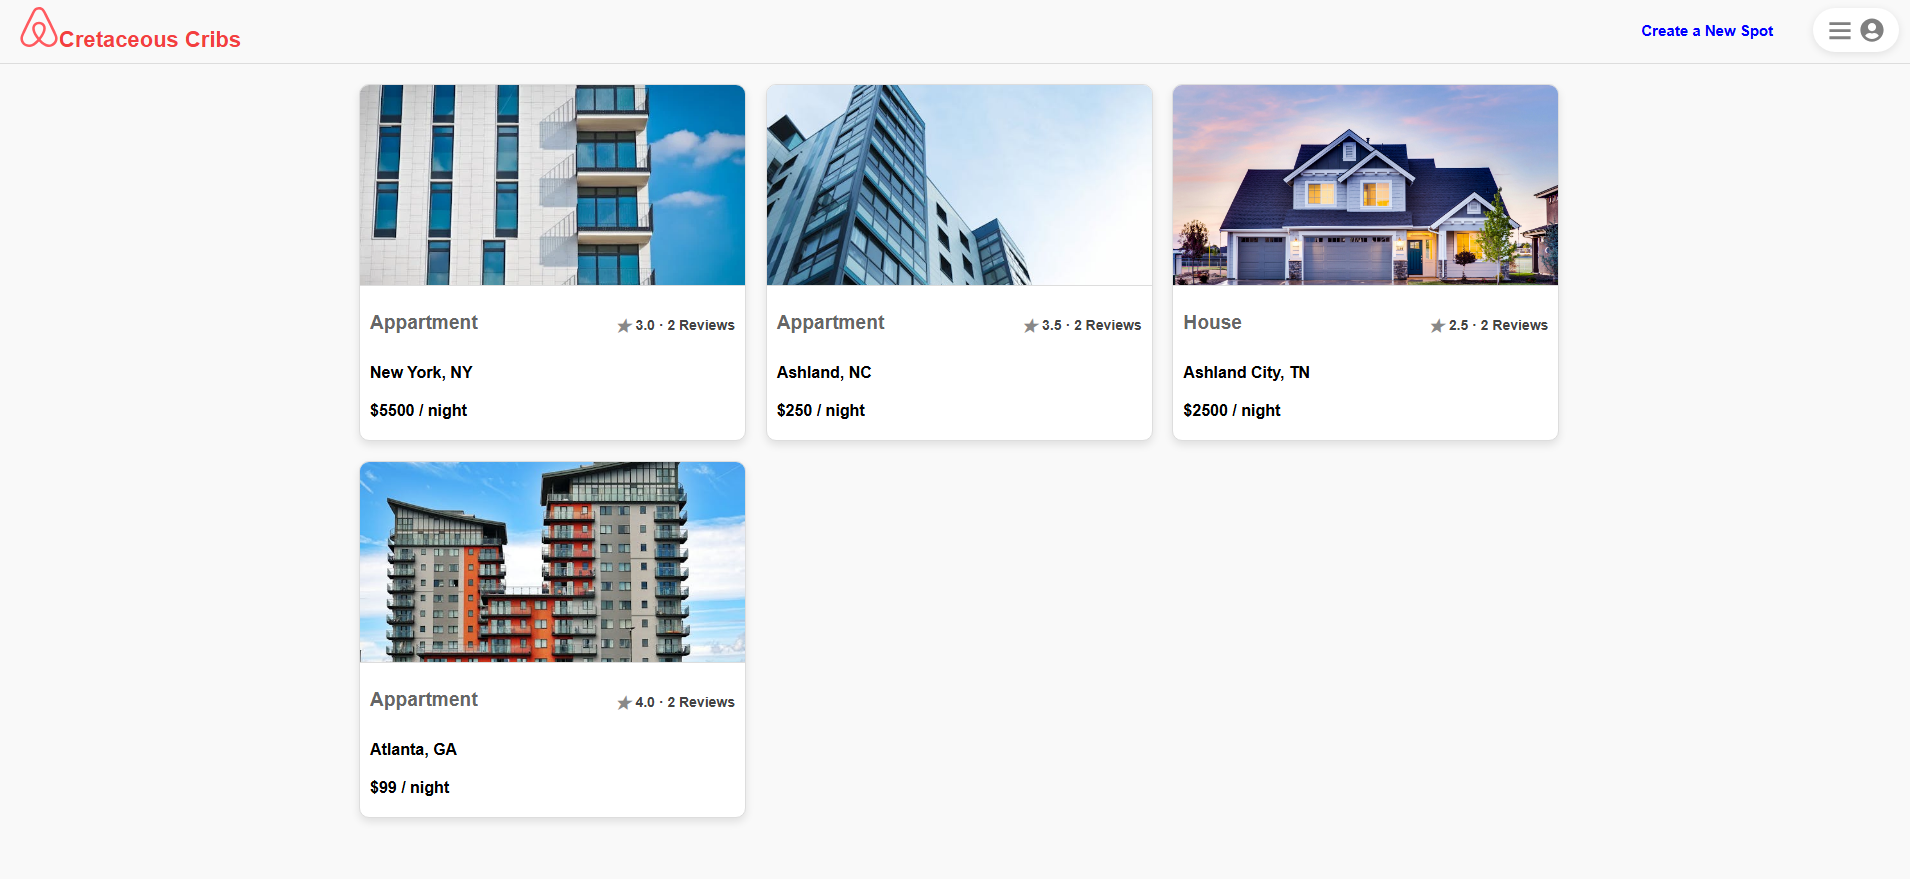 Cretaceous Cribs
Create a New Spot
Appartment
★ 3.0 · 2 Reviews
New York, NY
$5500 / night
Appartment
★ 3.5 · 2 Reviews
Ashland, NC
$250 / night
House
★ 2.5 · 2 Reviews
Ashland City, TN
$2500 / night
Appartment
★ 4.0 · 2 Reviews
Atlanta, GA
$99 / night